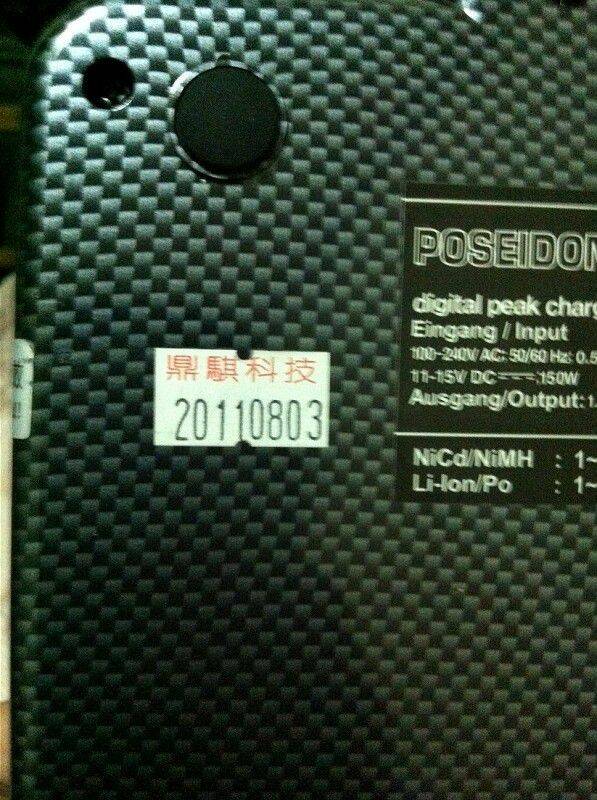 鼎騏科技
20110803
POSEIDON
digital peak charg
Eingang / Input
100-240V AC: 50/60 Hz: 0.5
11-15V DC⎓:150W
Ausgang/Output: 1.
NiCd/NiMH : 1~
Li-Ion/Po : 1~